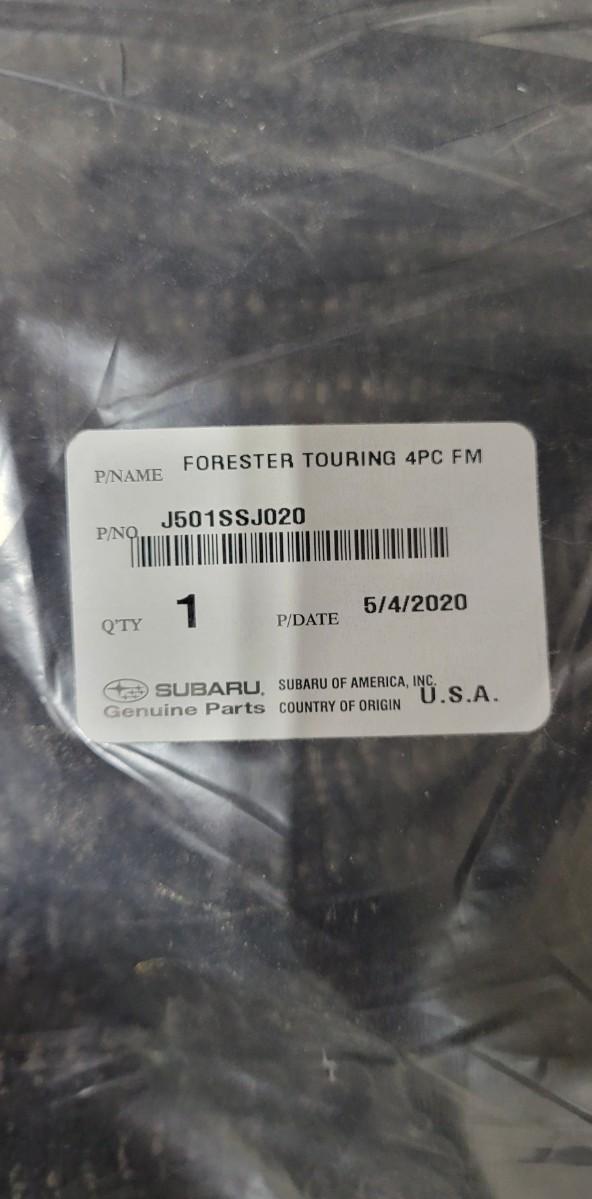 P/NAME FORESTER TOURING 4PC FM
P/NO. J501SSJ020
Q'TY 1 P/DATE 5/4/2020
SUBARU. SUBARU OF AMERICA, INC.
Genuine Parts COUNTRY OF ORIGIN U.S.A.